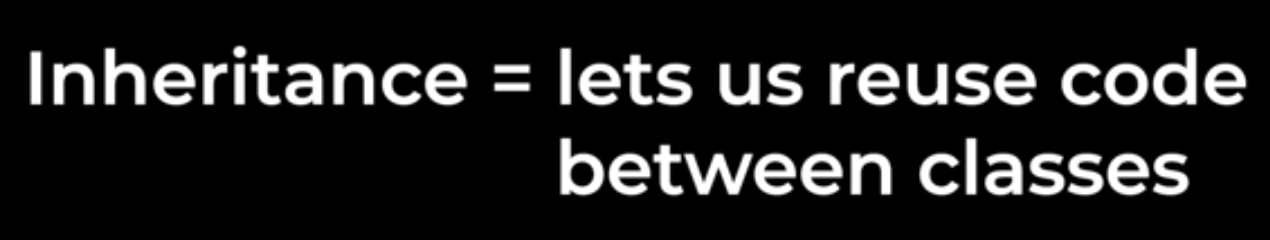 Inheritance = lets us reuse code
between classes